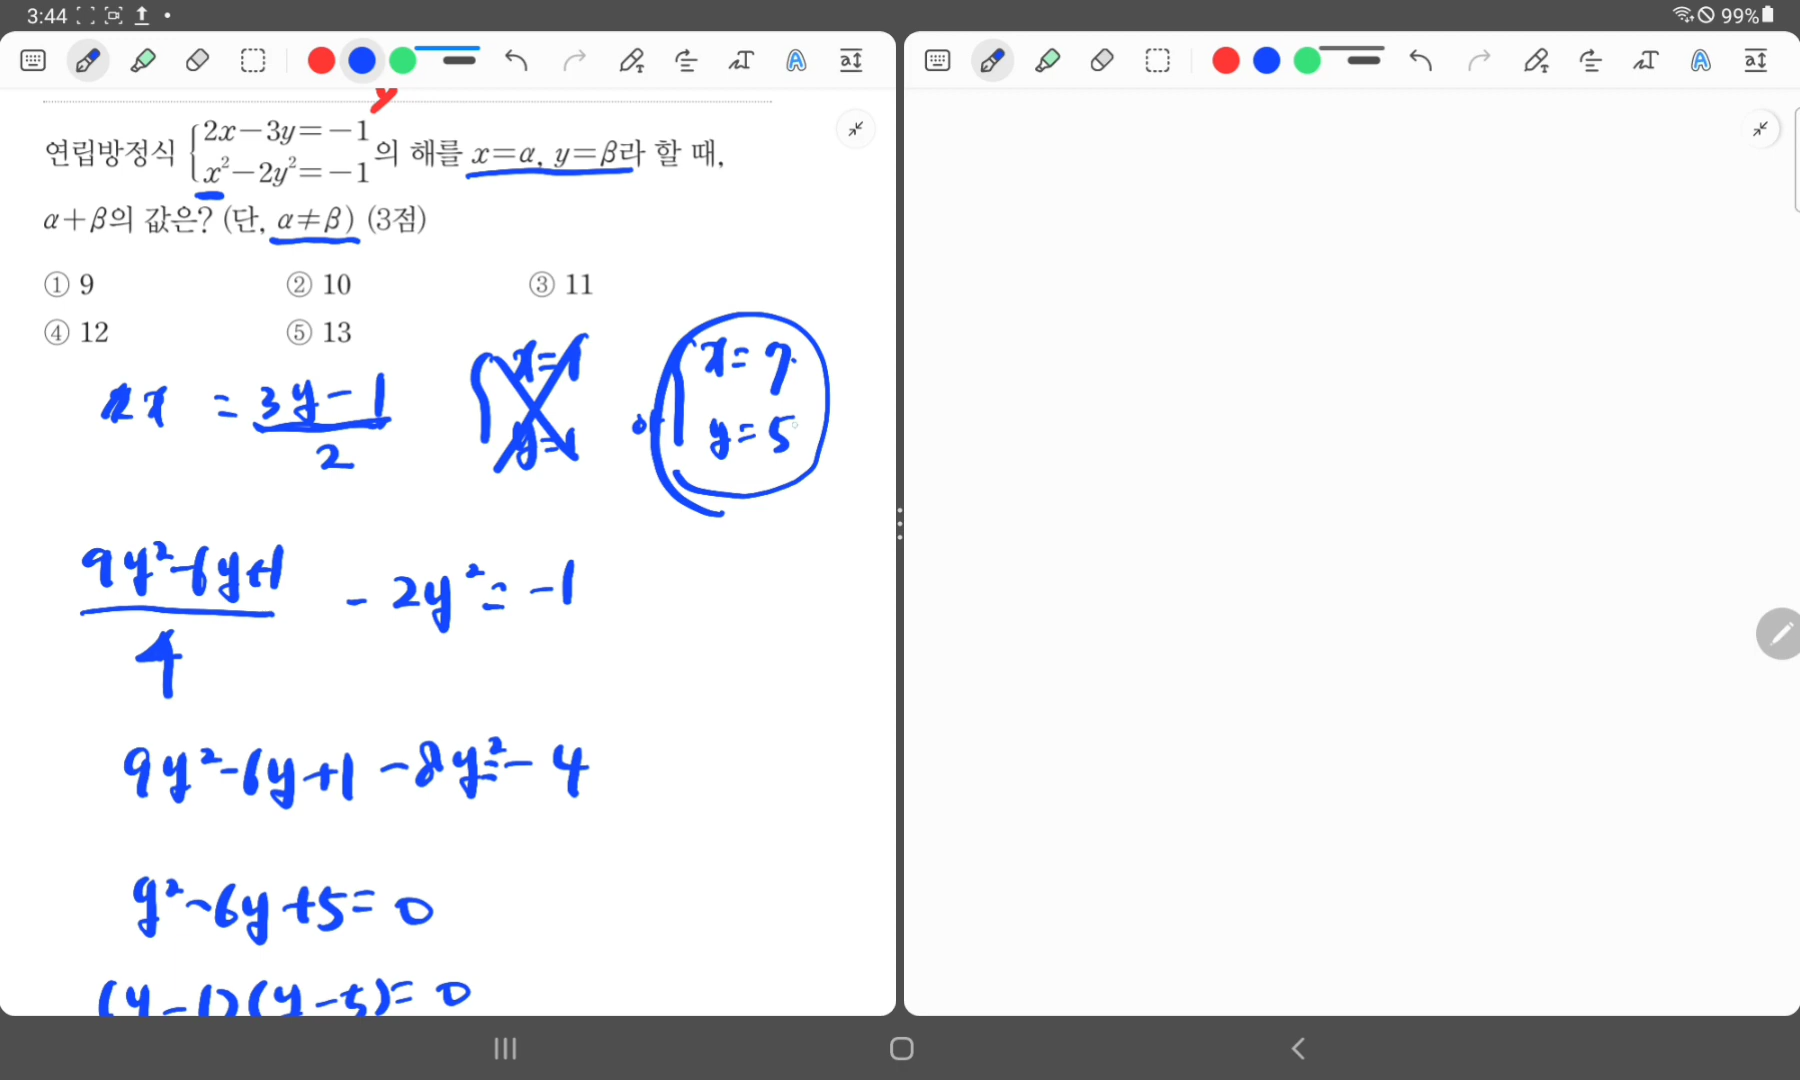 3:44
99%
연립방정식 { 2x-3y=-1
x²-2y²=-1 의 해를 x=α, y=β라 할 때,
α+β의 값은? (단, α≠β) (3점)
① 9 ② 10 ③ 11
④ 12 ⑤ 13
x = (3y-1)/2
x=1
y=1
or
x=7
y=5
(9y²-6y+1)/4 - 2y² = -1
9y²-6y+1-8y²=-4
y²-6y+5=0
(y-1)(y-5)=0